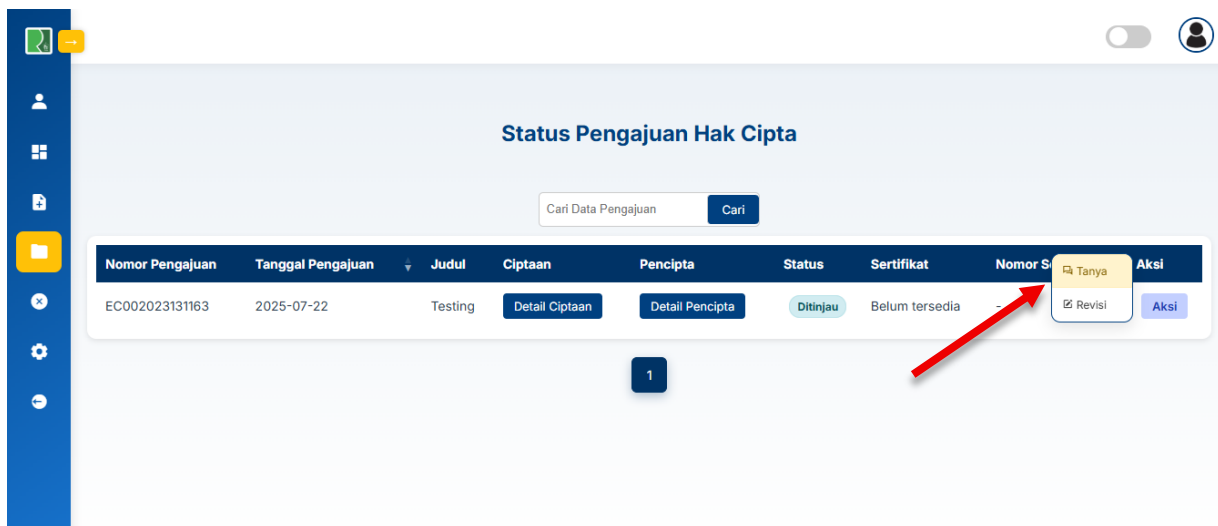 Status Pengajuan Hak Cipta
Cari Data Pengajuan Cari
Nomor Pengajuan Tanggal Pengajuan Judul Ciptaan Pencipta Status Sertifikat Nomor S Aksi
Tanya
EC002023131163 2025-07-22 Testing Detail Ciptaan Detail Pencipta Ditinjau Belum tersedia - Revisi Aksi
1